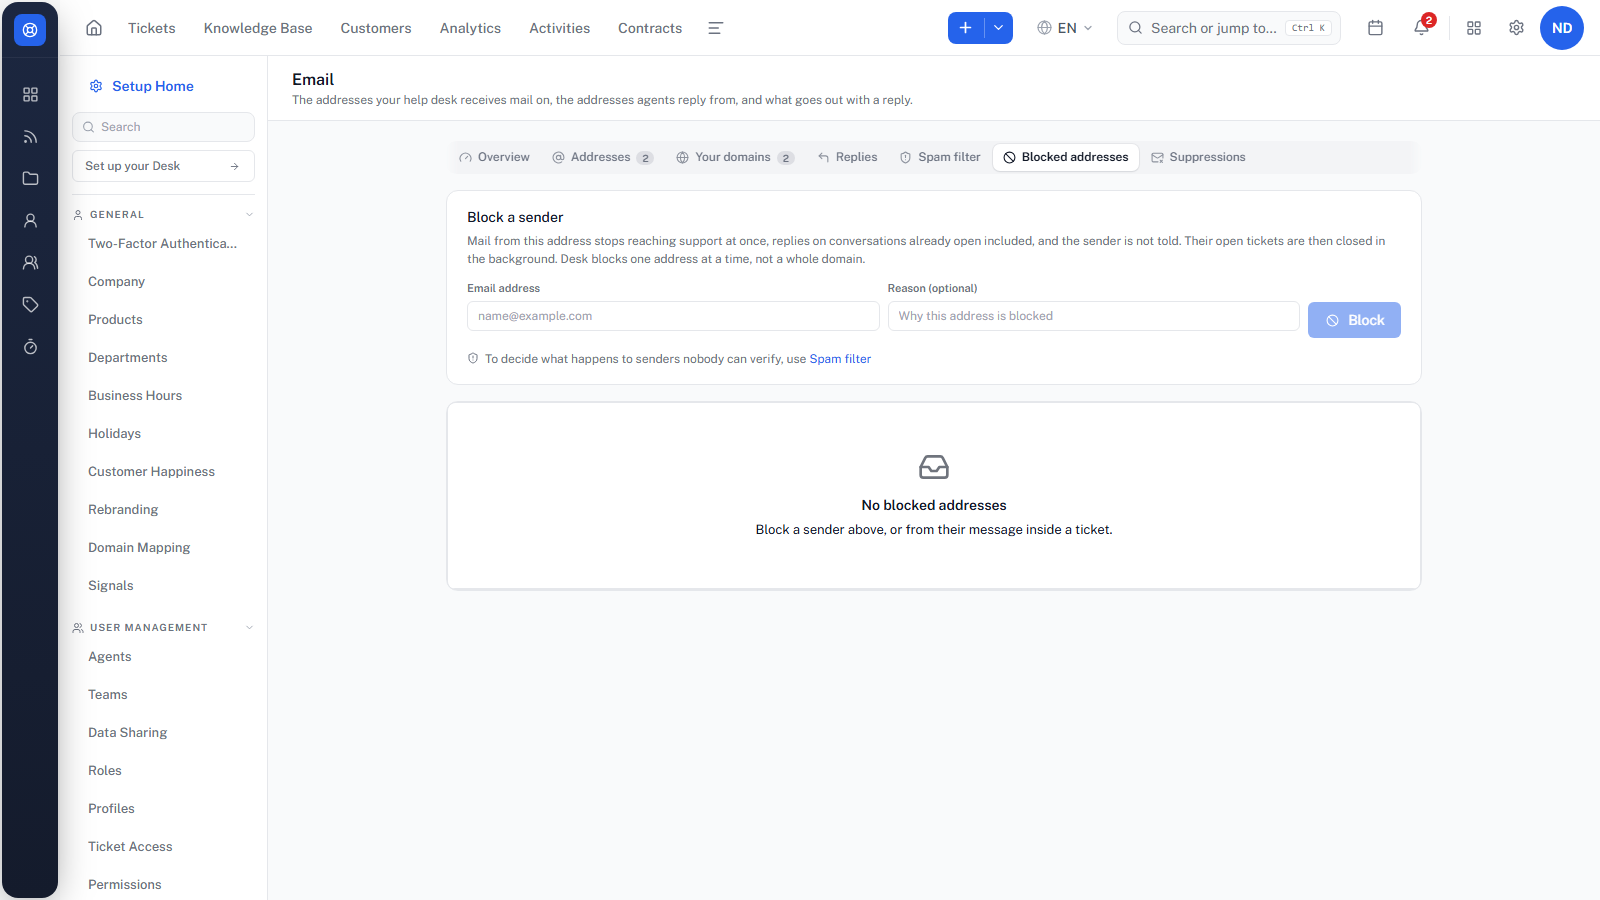 Tickets
Knowledge Base
Customers
Analytics
Activities
Contracts
EN
Search or jump to...
Ctrl K
2
ND
Setup Home
Search
Set up your Desk
GENERAL
Two-Factor Authentica...
Company
Products
Departments
Business Hours
Holidays
Customer Happiness
Rebranding
Domain Mapping
Signals
USER MANAGEMENT
Agents
Teams
Data Sharing
Roles
Profiles
Ticket Access
Permissions
Email
The addresses your help desk receives mail on, the addresses agents reply from, and what goes out with a reply.
Overview
Addresses 2
Your domains 2
Replies
Spam filter
Blocked addresses
Suppressions
Block a sender
Mail from this address stops reaching support at once, replies on conversations already open included, and the sender is not told. Their open tickets are then closed in
the background. Desk blocks one address at a time, not a whole domain.
Email address
name@example.com
Reason (optional)
Why this address is blocked
Block
To decide what happens to senders nobody can verify, use Spam filter
No blocked addresses
Block a sender above, or from their message inside a ticket.